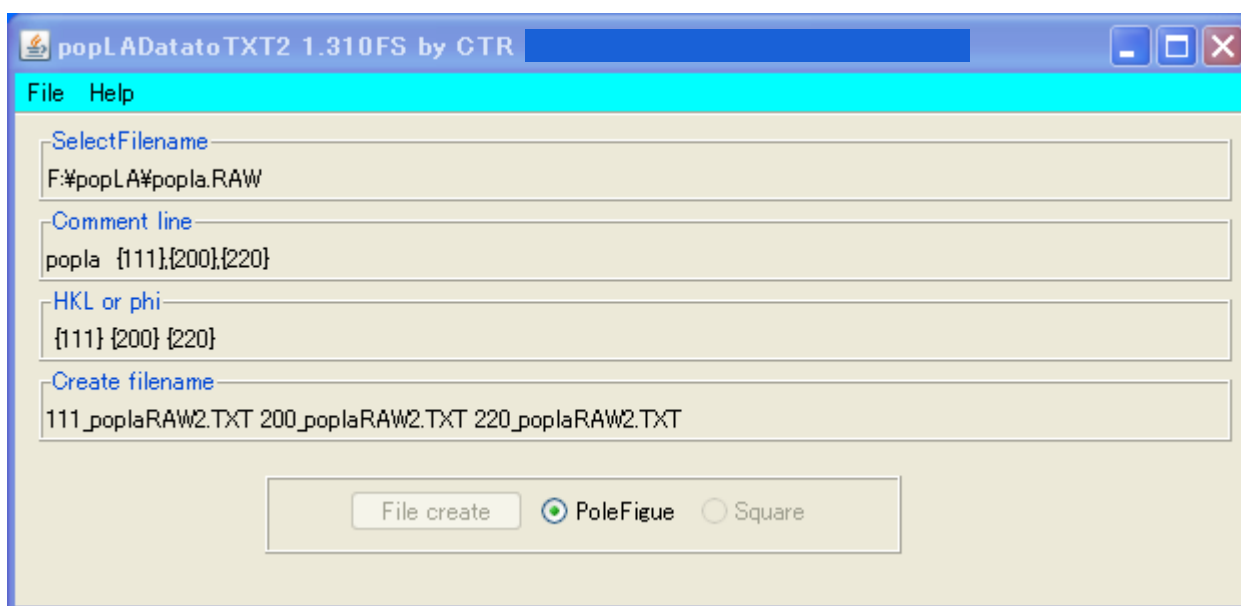 popLADatatoTXT2 1.310FS by CTR
File Help
SelectFilename
F:¥popLA¥popla.RAW
Comment line
popla {111},{200},{220}
HKL or phi
{111} {200} {220}
Create filename
111_poplaRAW2.TXT 200_poplaRAW2.TXT 220_poplaRAW2.TXT
File create PoleFigue Square